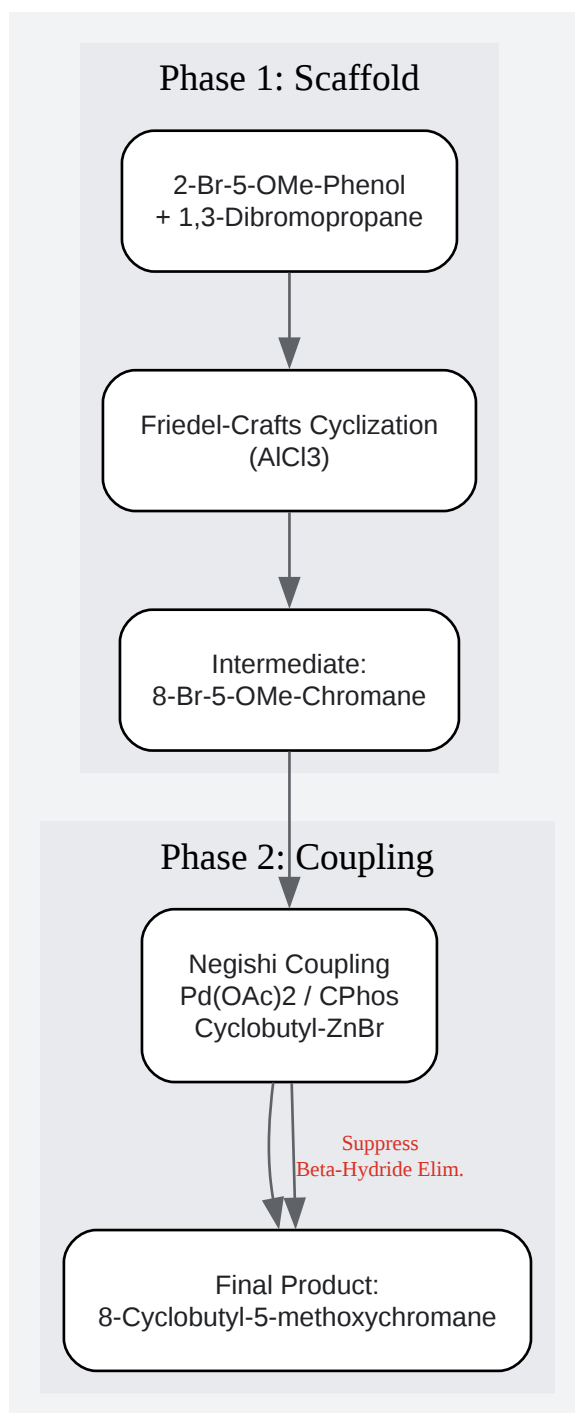 Phase 1: Scaffold
2-Br-5-OMe-Phenol
+ 1,3-Dibromopropane
Friedel-Crafts Cyclization
(AlCl3)
Intermediate:
8-Br-5-OMe-Chromane
Phase 2: Coupling
Negishi Coupling
Pd(OAc)2 / CPhos
Cyclobutyl-ZnBr
Suppress
Beta-Hydride Elim.
Final Product:
8-Cyclobutyl-5-methoxychromane